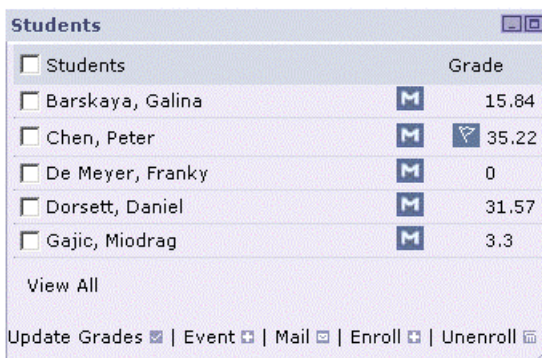 Students
Students Grade
Barskaya, Galina M 15.84
Chen, Peter M 35.22
De Meyer, Franky M 0
Dorsett, Daniel M 31.57
Gajic, Miodrag M 3.3
View All
Update Grades | Event | Mail | Enroll | Unenroll